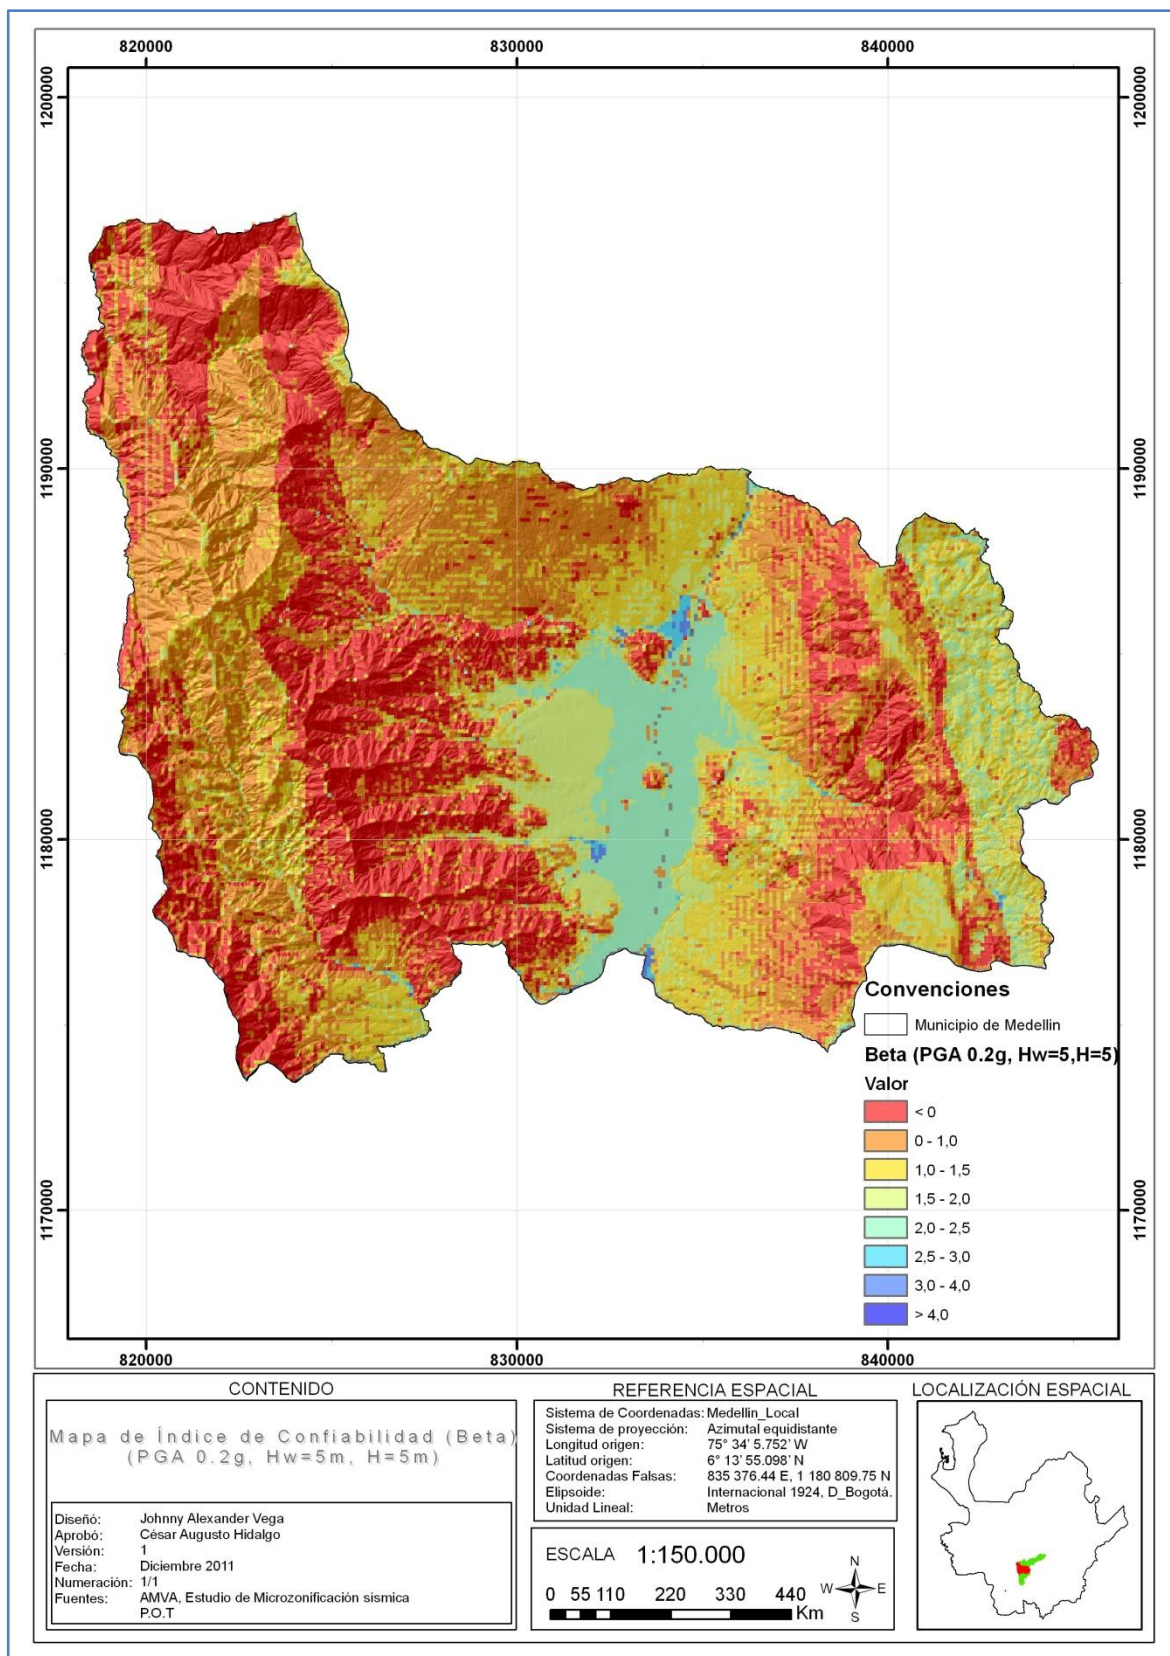 820000 830000 840000
1200000 1200000
1190000 1190000
1180000 1180000
1170000 1170000
Convenciones
Municipio de Medellin
Beta (PGA 0.2g, Hw=5,H=5)
Valor
< 0
0 - 1,0
1,0 - 1,5
1,5 - 2,0
2,0 - 2,5
2,5 - 3,0
3,0 - 4,0
> 4,0
820000 830000 840000
CONTENIDO
Mapa de Índice de Confiabilidad (Beta)
(PGA 0.2g, Hw=5m, H=5m)
Diseñó: Johnny Alexander Vega
Aprobó: César Augusto Hidalgo
Versión: 1
Fecha: Diciembre 2011
Numeración: 1/1
Fuentes: AMVA, Estudio de Microzonificación sismica
P.O.T
REFERENCIA ESPACIAL
Sistema de Coordenadas: Medellin_Local
Sistema de proyección: Azimutal equidistante
Longitud origen: 75° 34' 5.752' W
Latitud origen: 6° 13' 55.098' N
Coordenadas Falsas: 835 376.44 E, 1 180 809.75 N
Elipsoide: Internacional 1924, D_Bogotá.
Unidad Lineal: Metros
ESCALA 1:150.000
0 55 110 220 330 440
Km
N
W E
S
LOCALIZACIÓN ESPACIAL